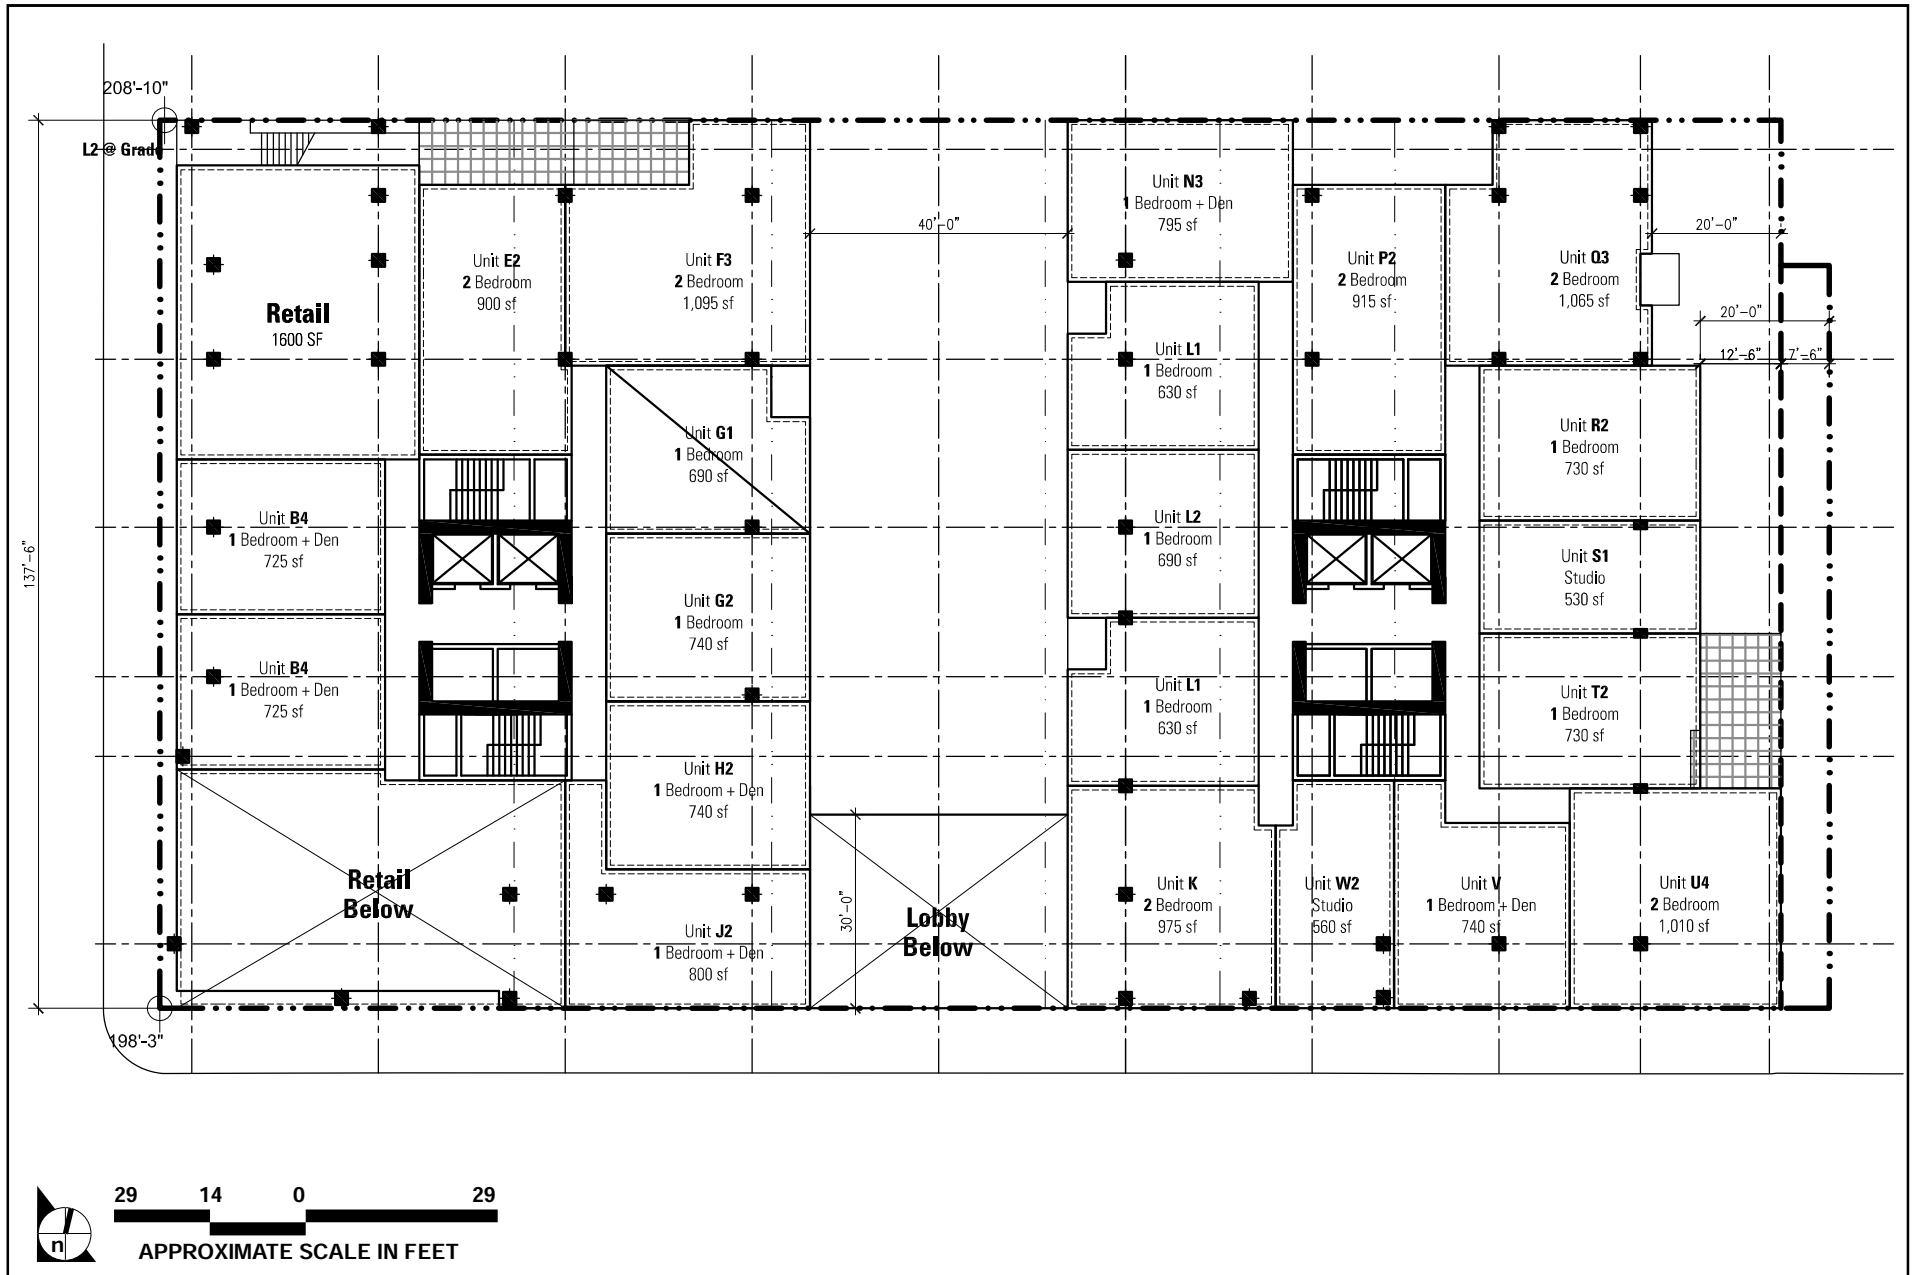 208'-10"
L2 @ Grade
Unit N3
1 Bedroom + Den
795 sf
40'-0"
20'-0"
Unit E2
2 Bedroom
900 sf
Unit F3
2 Bedroom
1,095 sf
Unit P2
2 Bedroom
915 sf
Unit Q3
2 Bedroom
1,065 sf
Retail
1600 SF
20'-0"
12'-6"
7'-6"
Unit L1
1 Bedroom
630 sf
Unit G1
1 Bedroom
690 sf
Unit R2
1 Bedroom
730 sf
137'-6"
Unit B4
1 Bedroom + Den
725 sf
Unit L2
1 Bedroom
690 sf
Unit S1
Studio
530 sf
Unit G2
1 Bedroom
740 sf
Unit B4
1 Bedroom + Den
725 sf
Unit L1
1 Bedroom
630 sf
Unit T2
1 Bedroom
730 sf
Unit H2
1 Bedroom + Den
740 sf
Retail
Below
30'-0"
Lobby
Below
Unit K
2 Bedroom
975 sf
Unit W2
Studio
560 sf
Unit V
1 Bedroom + Den
740 sf
Unit U4
2 Bedroom
1,010 sf
Unit J2
1 Bedroom + Den
800 sf
198'-3"
29 14 0 29
n
APPROXIMATE SCALE IN FEET